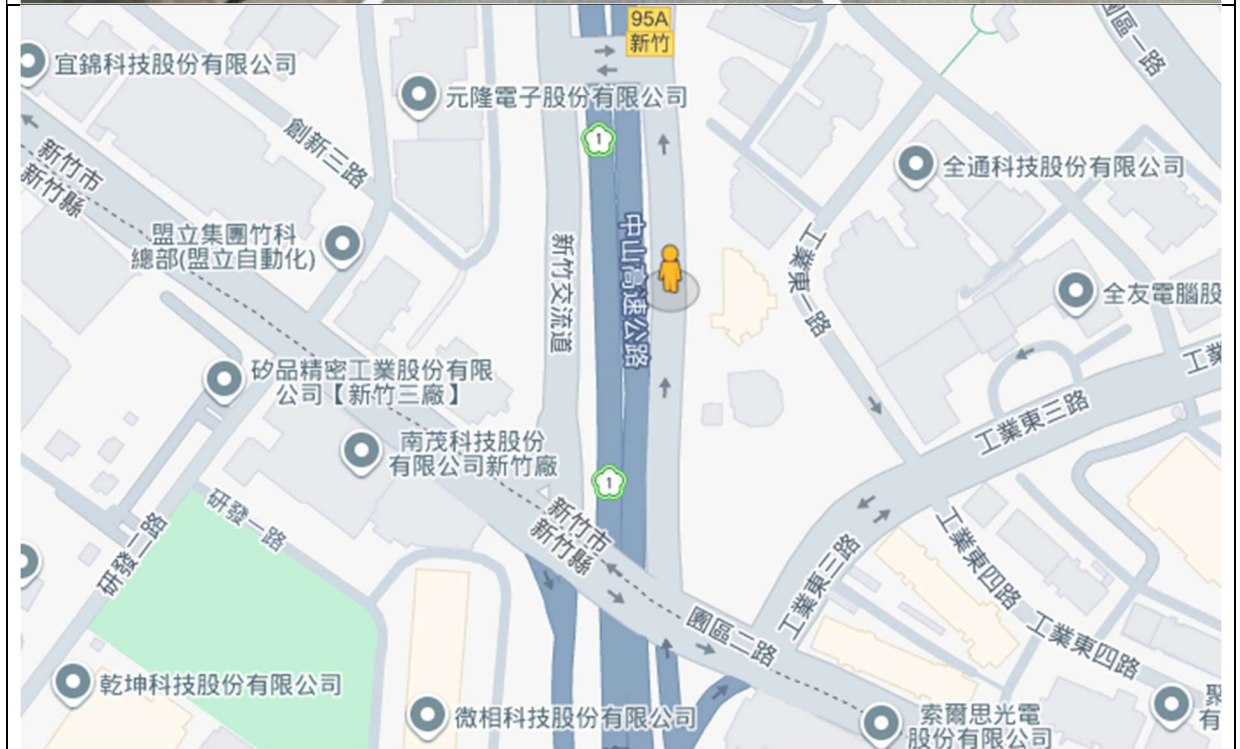 95A
新竹
園區一路
宜錦科技股份有限公司
元隆電子股份有限公司
1
創新三路
新竹市
新竹縣
全通科技股份有限公司
盟立集團竹科
總部(盟立自動化)
新竹交流道
中山高速公路
工業東一路
全友電腦股
工業
矽品精密工業股份有限
公司【新竹三廠】
工業東三路
南茂科技股份
有限公司新竹廠
1
研發一路
新竹市
新竹縣
研發二路
工業東三路
工業東四路
園區二路
工業東四路
乾坤科技股份有限公司
微相科技股份有限公司
索爾思光電
股份有限公司
聚
有